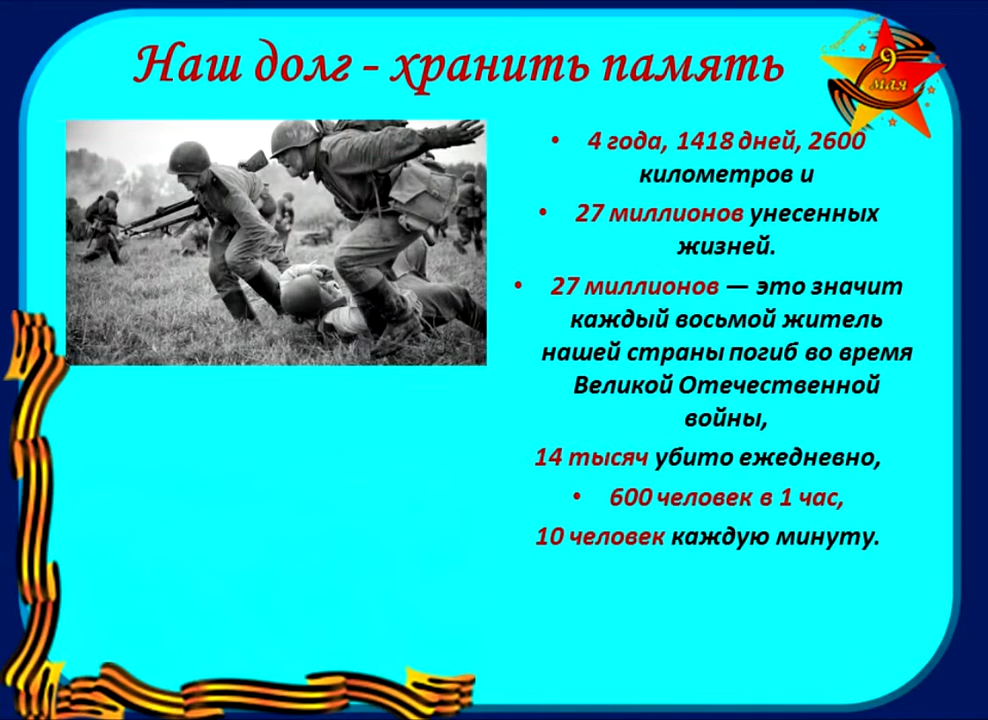 Наш долг - хранить память
9
мая
• 4 года, 1418 дней, 2600
километров и
• 27 миллионов унесенных
жизней.
• 27 миллионов — это значит
каждый восьмой житель
нашей страны погиб во время
Великой Отечественной
войны,
14 тысяч убито ежедневно,
• 600 человек в 1 час,
10 человек каждую минуту.